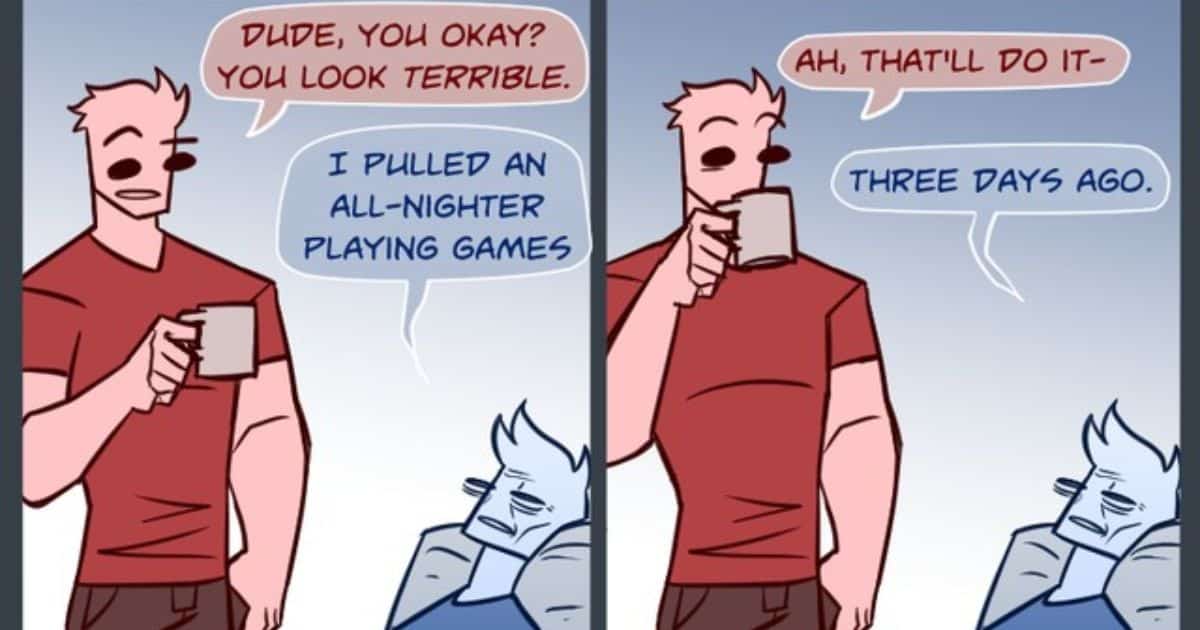 DUDE, YOU OKAY?
YOU LOOK TERRIBLE.
I PULLED AN
ALL-NIGHTER
PLAYING GAMES
AH, THAT'LL DO IT-
THREE DAYS AGO.